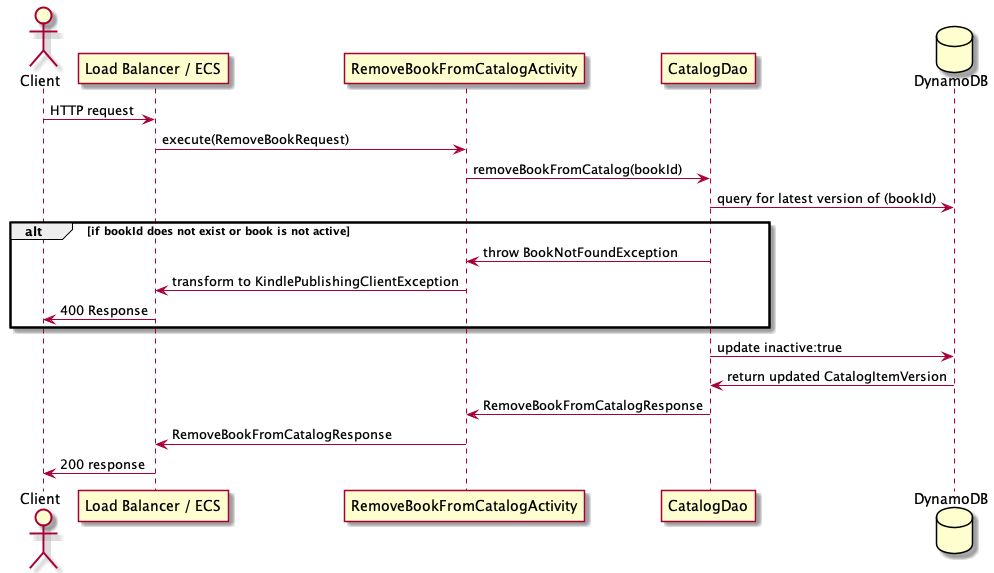 Client
Load Balancer / ECS
RemoveBookFromCatalogActivity
CatalogDao
DynamoDB
HTTP request
execute(RemoveBookRequest)
removeBookFromCatalog(bookId)
query for latest version of (bookId)
alt [if bookId does not exist or book is not active]
throw BookNotFoundException
transform to KindlePublishingClientException
400 Response
update inactive:true
return updated CatalogItemVersion
RemoveBookFromCatalogResponse
RemoveBookFromCatalogResponse
200 response
Client
Load Balancer / ECS
RemoveBookFromCatalogActivity
CatalogDao
DynamoDB